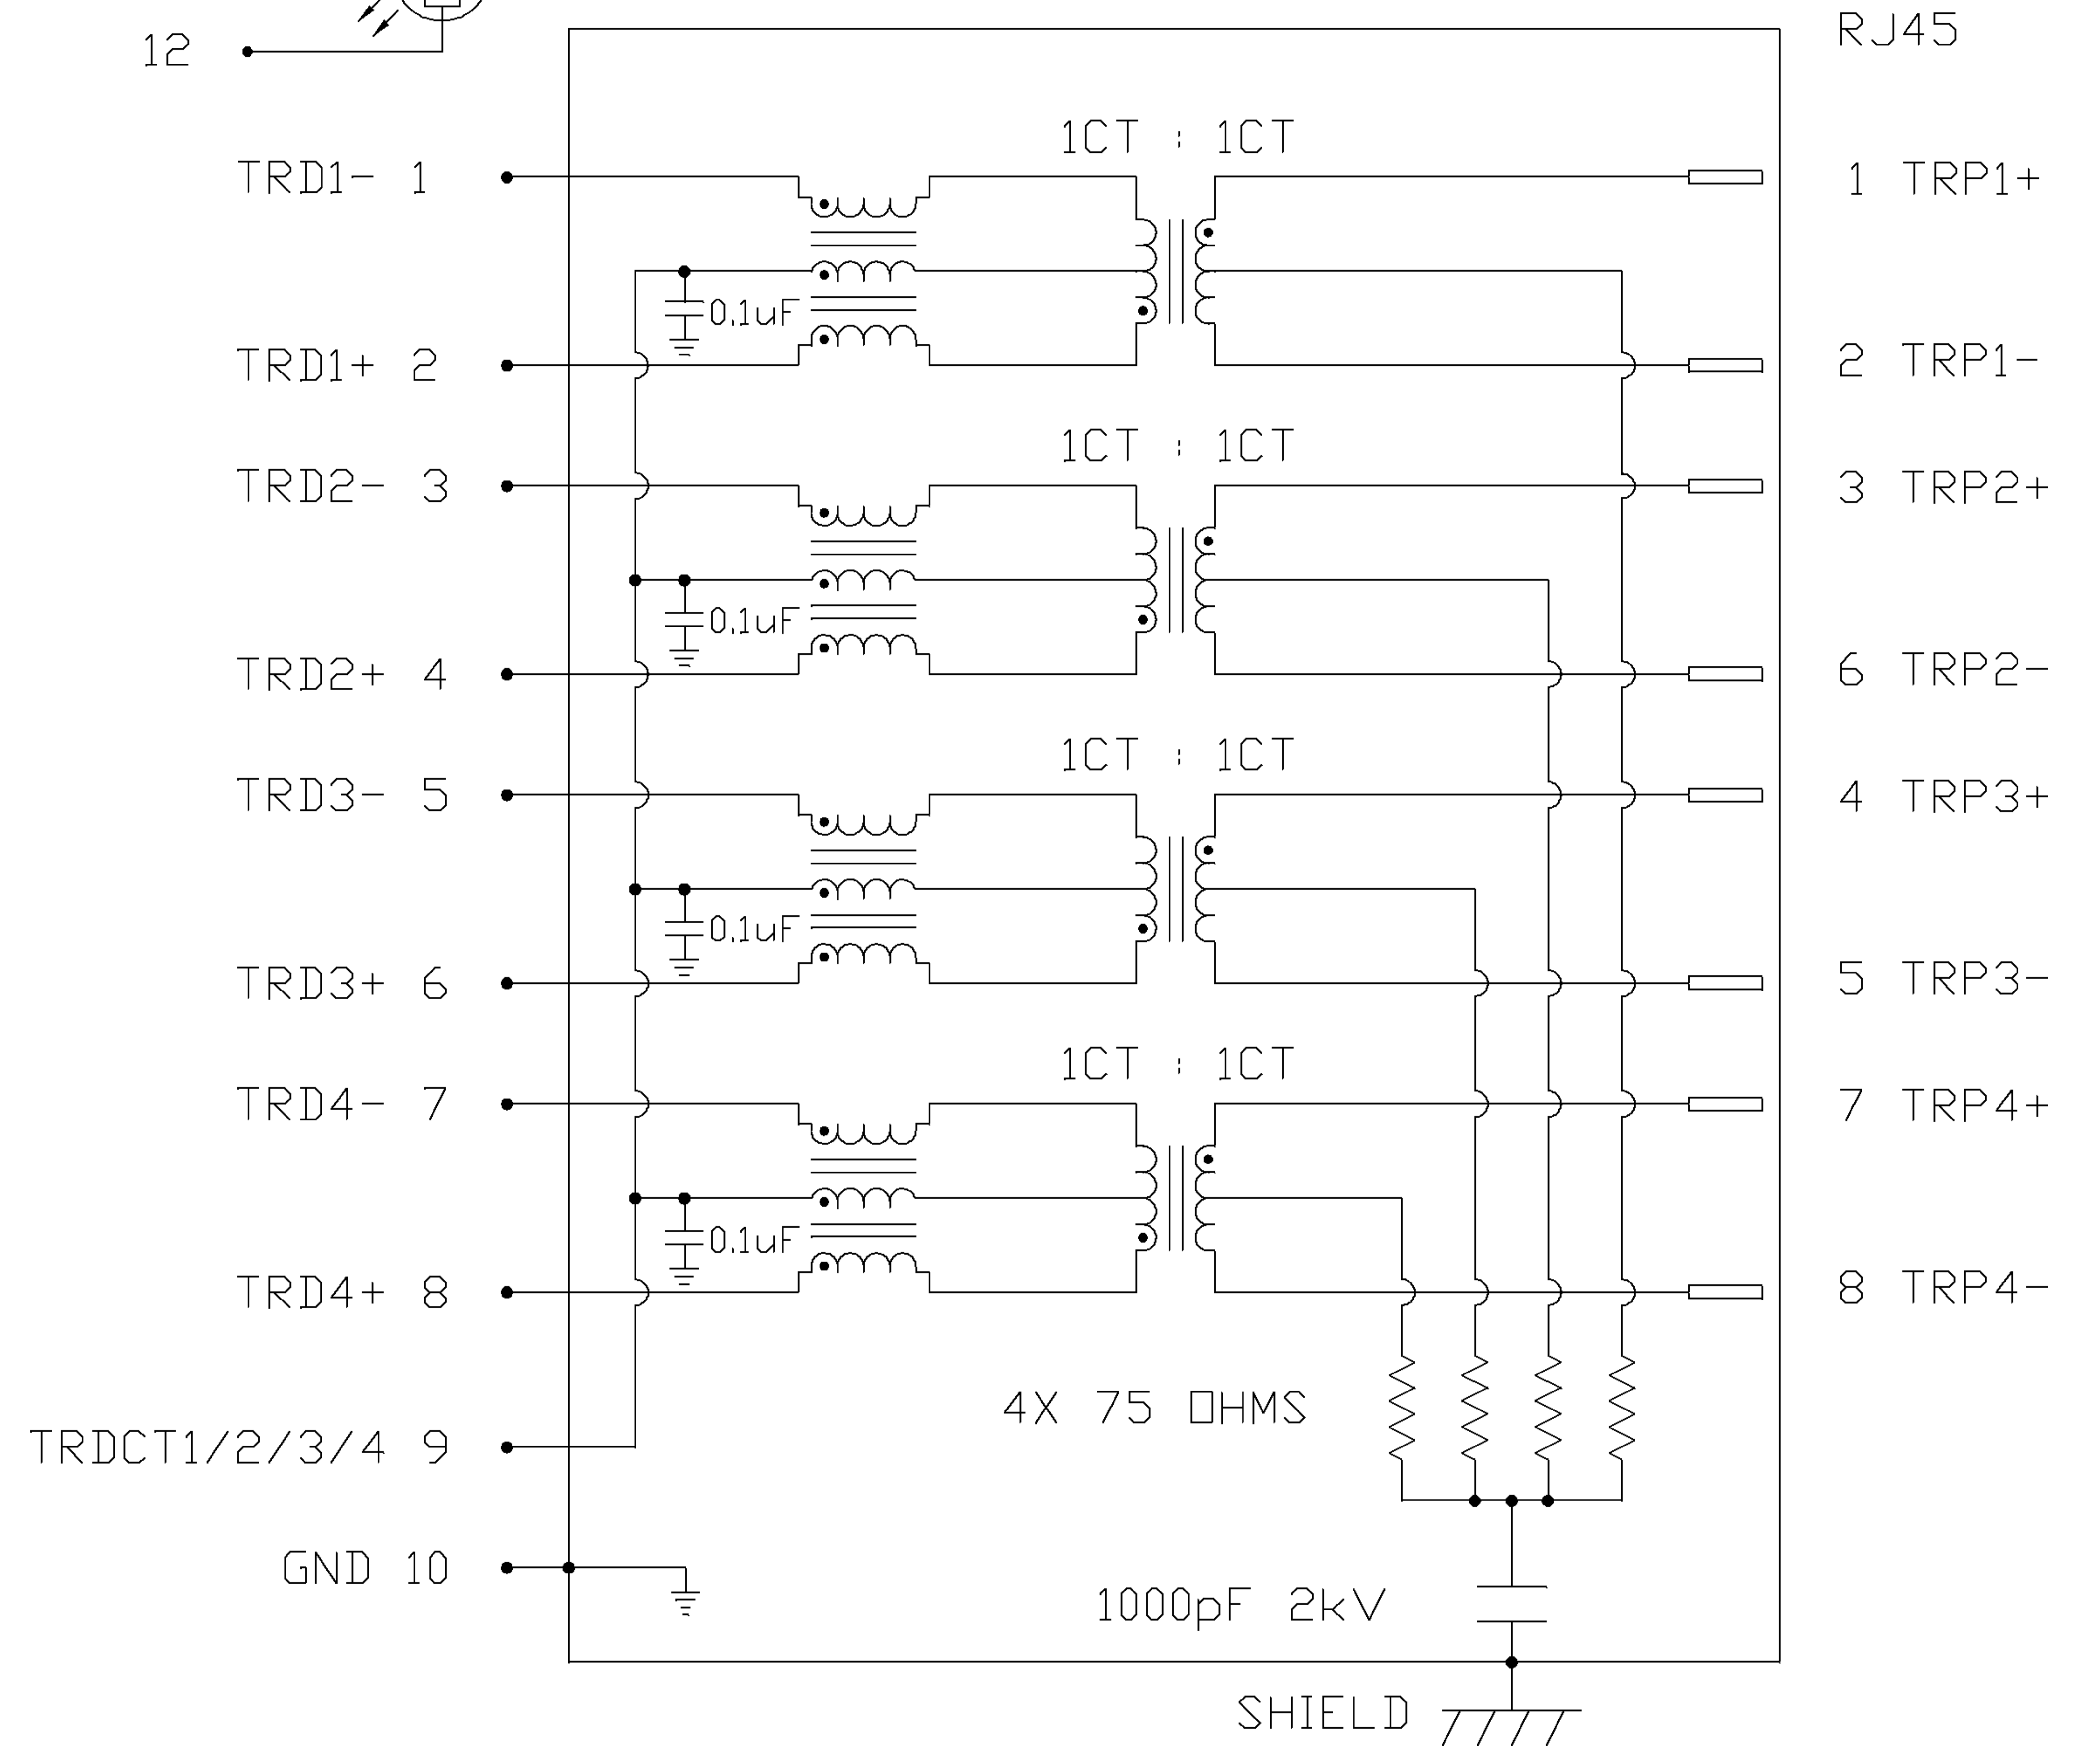 RJ45
12
1CT : 1CT
TRD1- 1
1 TRP1+
0.1uF
TRD1+ 2
2 TRP1-
1CT : 1CT
TRD2- 3
3 TRP2+
0.1uF
TRD2+ 4
6 TRP2-
1CT : 1CT
TRD3- 5
4 TRP3+
0.1uF
TRD3+ 6
5 TRP3-
1CT : 1CT
TRD4- 7
7 TRP4+
0.1uF
TRD4+ 8
8 TRP4-
4X 75 OHMS
TRDCT1/2/3/4 9
GND 10
1000pF 2kV
SHIELD